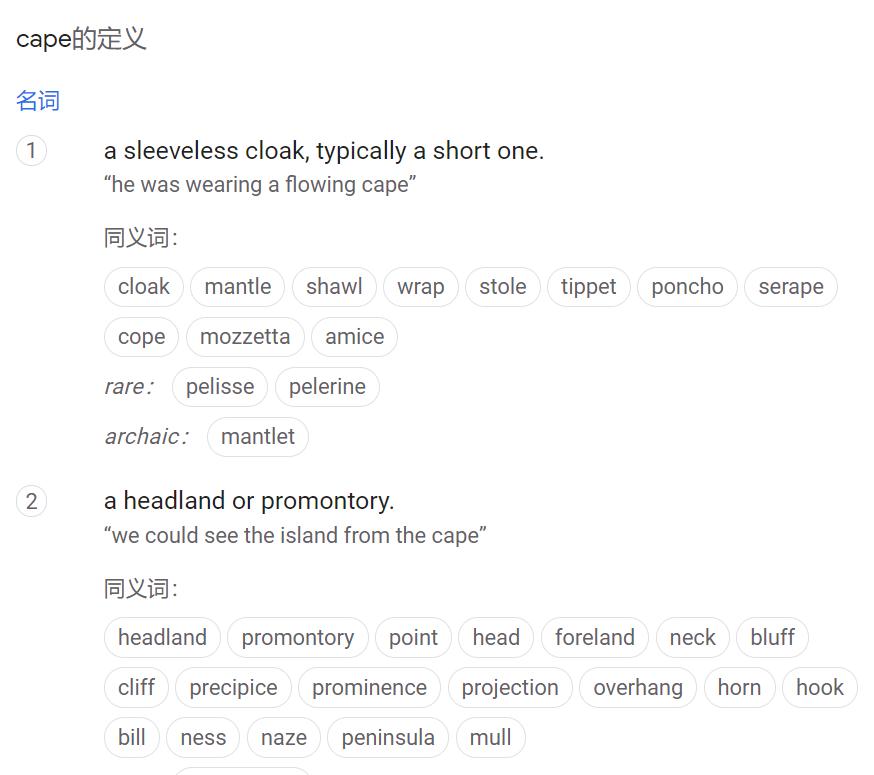 cape的定义
名词
1 a sleeveless cloak, typically a short one.
“he was wearing a flowing cape”
同义词：
cloak mantle shawl wrap stole tippet poncho serape
cope mozzetta amice
rare： pelisse pelerine
archaic： mantlet
2 a headland or promontory.
“we could see the island from the cape”
同义词：
headland promontory point head foreland neck bluff
cliff precipice prominence projection overhang horn hook
bill ness naze peninsula mull